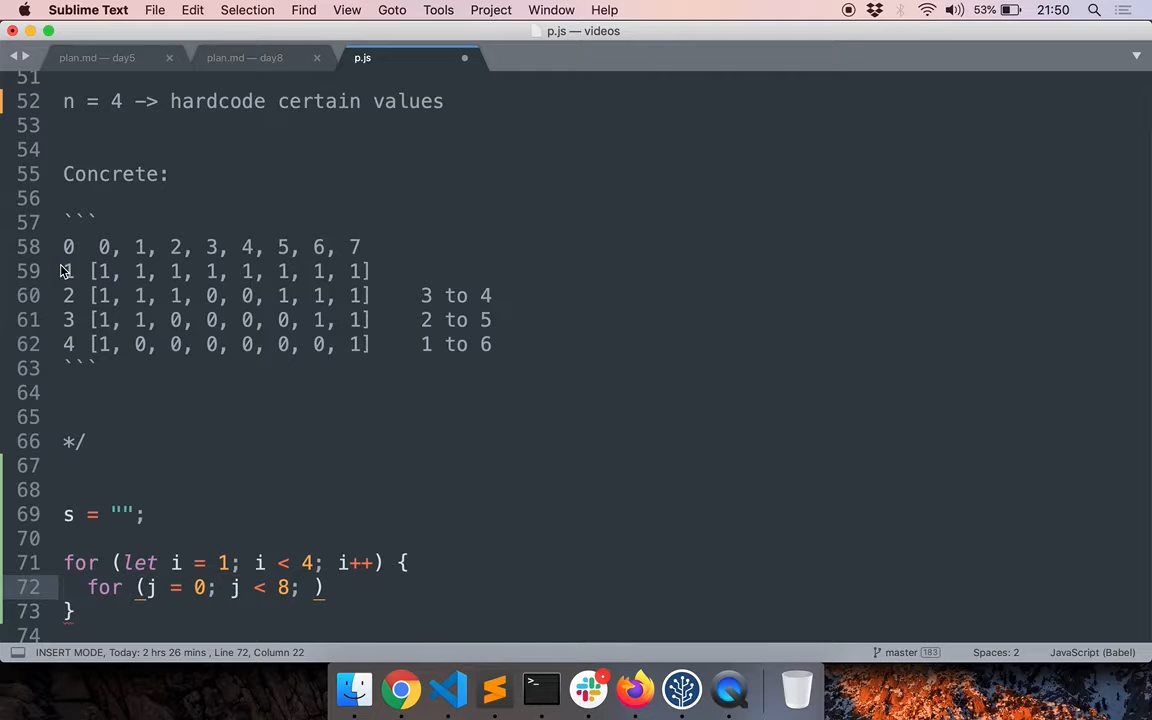 Sublime Text File Edit Selection Find View Goto Tools Project Window Help 53% 21:50
p.js — videos
plan.md — day5 × plan.md — day8 × p.js
51
52 n = 4 -> hardcode certain values
53
54
55 Concrete:
56
57 ```
58 0  0, 1, 2, 3, 4, 5, 6, 7
59 1 [1, 1, 1, 1, 1, 1, 1, 1]
60 2 [1, 1, 1, 0, 0, 1, 1, 1]    3 to 4
61 3 [1, 1, 0, 0, 0, 0, 1, 1]    2 to 5
62 4 [1, 0, 0, 0, 0, 0, 0, 1]    1 to 6
63 ```
64
65
66 */
67
68
69 s = "";
70
71 for (let i = 1; i < 4; i++) {
72   for (j = 0; j < 8; )
73 }
74
INSERT MODE, Today: 2 hrs 26 mins , Line 72, Column 22 master 183 Spaces: 2 JavaScript (Babel)